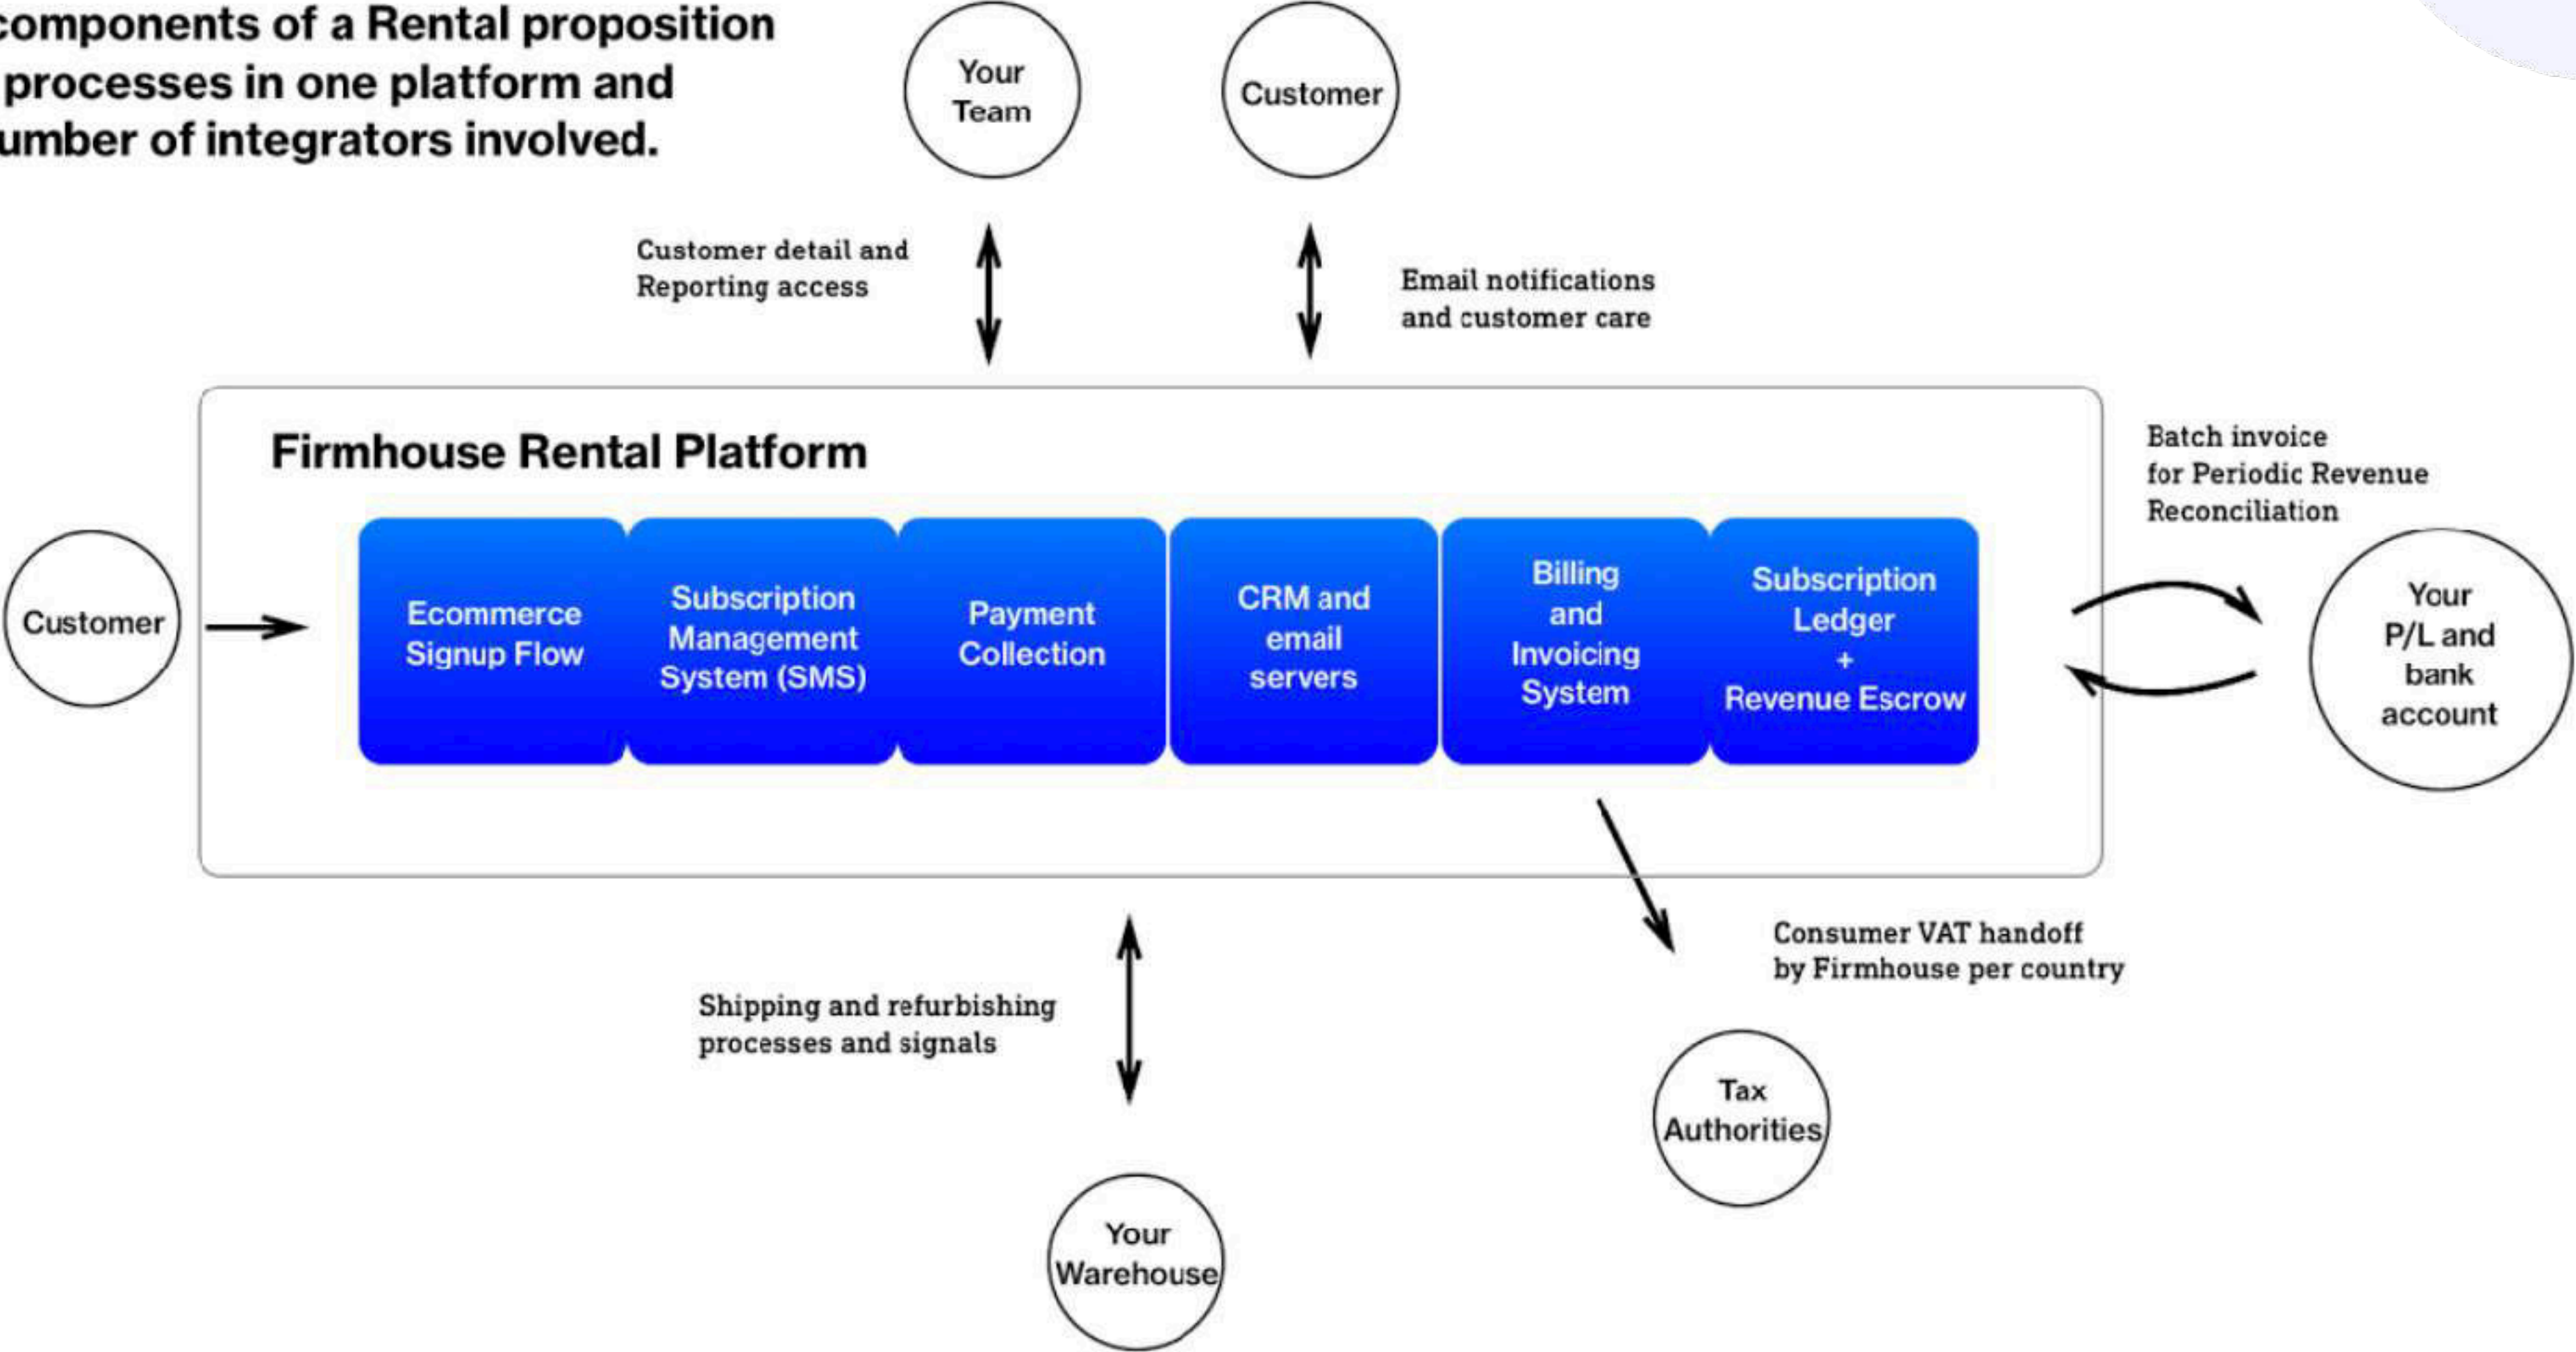 components of a Rental proposition
processes in one platform and
umber of integrators involved.
Your
Team
Customer
Customer detail and
Reporting access
Email notifications
and customer care
Firmhouse Rental Platform
Batch invoice
for Periodic Revenue
Reconciliation
Customer
Ecommerce
Signup Flow
Subscription
Management
System (SMS)
Payment
Collection
CRM and
email
servers
Billing
and
Invoicing
System
Subscription
Ledger
+
Revenue Escrow
Your
P/L and
bank
account
Consumer VAT handoff
by Firmhouse per country
Shipping and refurbishing
processes and signals
Tax
Authorities
Your
Warehouse